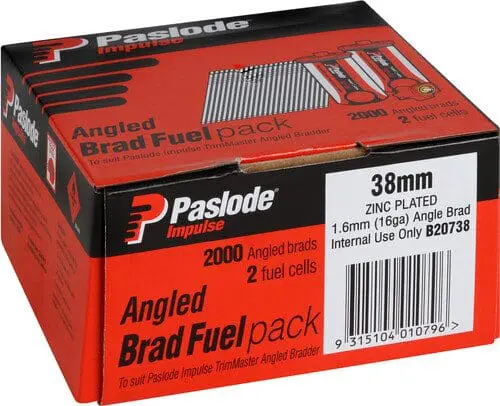 Paslode
Impulse
Angled
Brad Fuel pack
To suit Paslode Impulse TrimMaster Angled Bradder
Paslode
Paslode
2000 Angled brads
2 fuel cells
Paslode
Impulse
2000 Angled brads
2 fuel cells
Angled
Brad Fuel pack
To suit Paslode Impulse TrimMaster Angled Bradder
38mm
ZINC PLATED
1.6mm (16ga) Angle Brad
Internal Use Only B20738
9 315104 010796 >